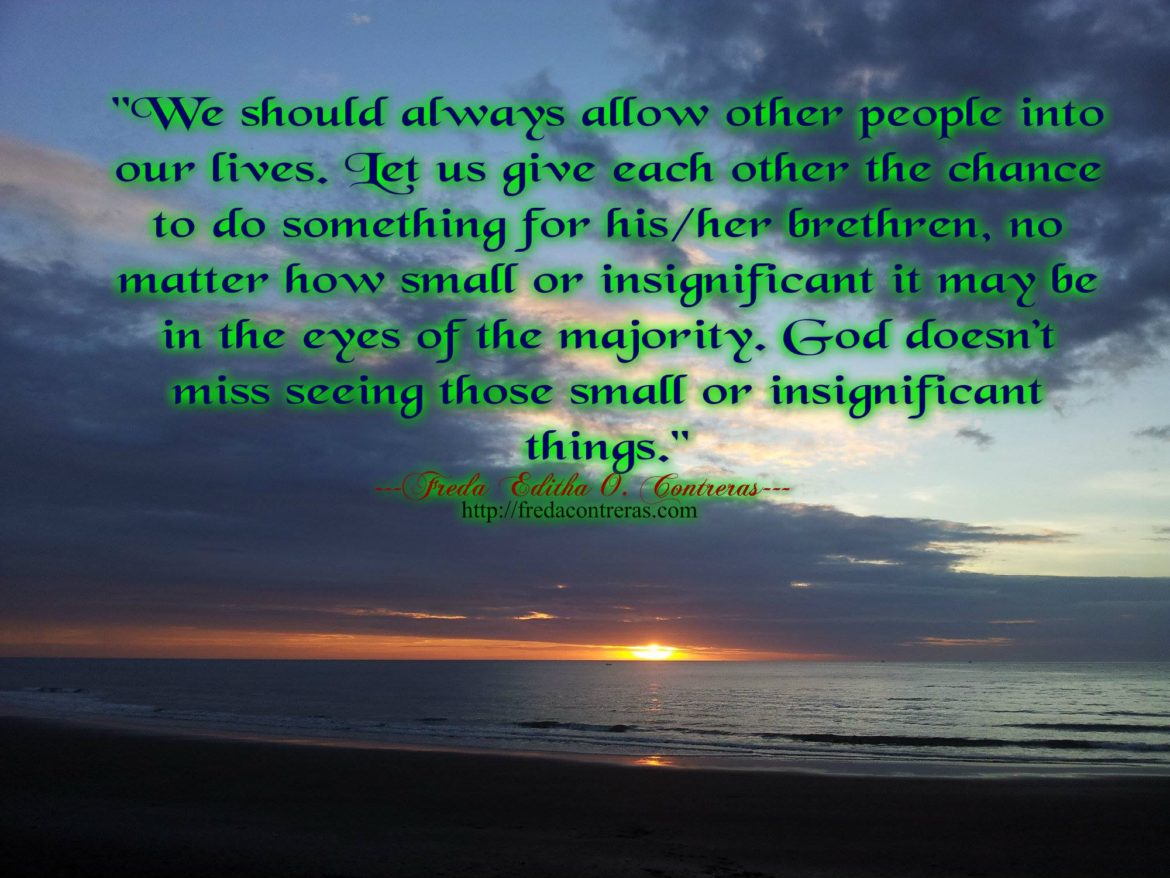 "We should always allow other people into
our lives. Let us give each other the chance
to do something for his/her brethren, no
matter how small or insignificant it may be
in the eyes of the majority. God doesn't
miss seeing those small or insignificant
things."
---Freda Editha O. Contreras---
http://fredacontreras.com